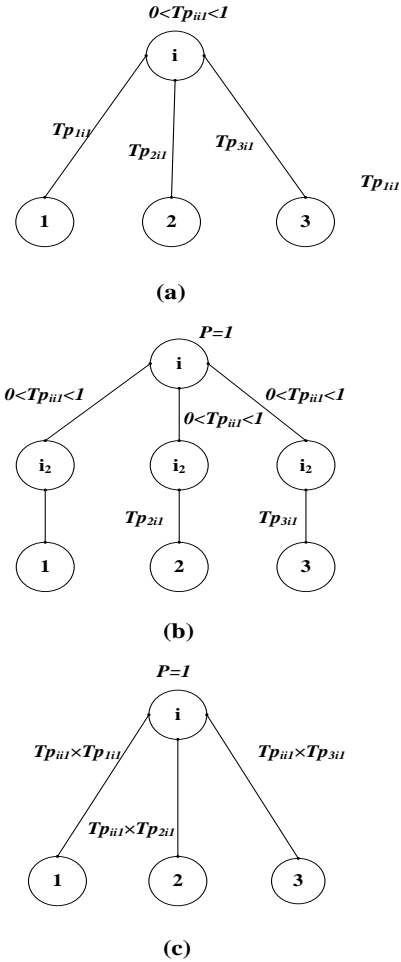 0<Tpii1<1
i
Tp1i1
Tp2i1
Tp3i1
Tp1i1
1
2
3
(a)
P=1
i
0<Tpii1<1
0<Tpii1<1
0<Tpii1<1
i2
i2
i2
Tp2i1
Tp3i1
1
2
3
(b)
P=1
i
Tpii1×Tp1i1
Tpii1×Tp3i1
Tpii1×Tp2i1
1
2
3
(c)